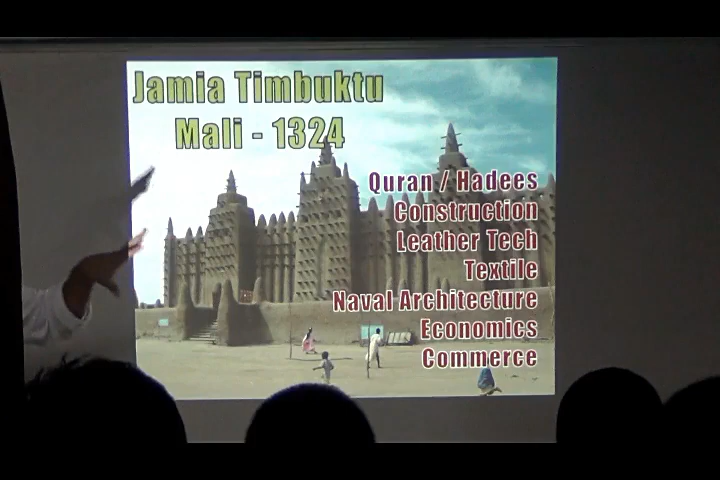 Jamia Timbuktu
Mali - 1324
Quran / Hadees
Construction
Leather Tech
Textile
Naval Architecture
Economics
Commerce